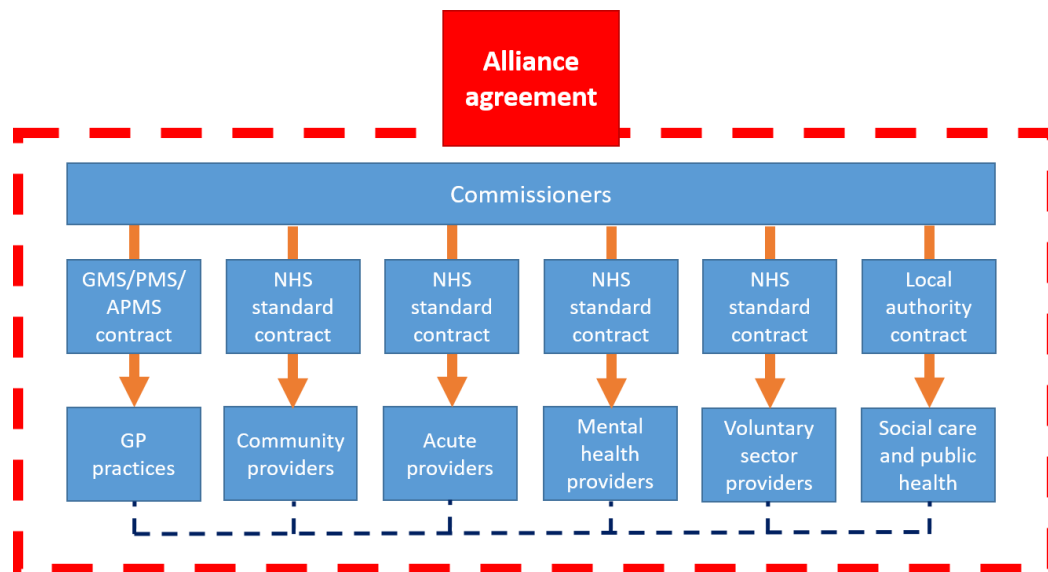 Alliance
agreement
Commissioners
GMS/PMS/
APMS
contract
NHS
standard
contract
NHS
standard
contract
NHS
standard
contract
NHS
standard
contract
Local
authority
contract
GP
practices
Community
providers
Acute
providers
Mental
health
providers
Voluntary
sector
providers
Social care
and public
health